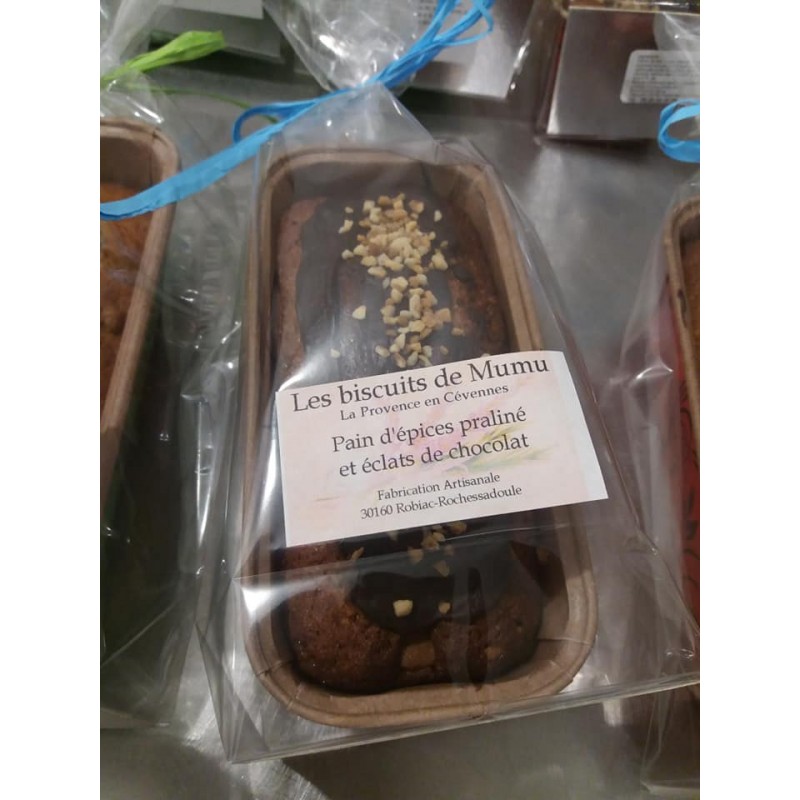 Les biscuits de Mumu
La Provence en Cévennes
Pain d'épices praliné
et éclats de chocolat
Fabrication Artisanale
30160 Robiac-Rochessadoule